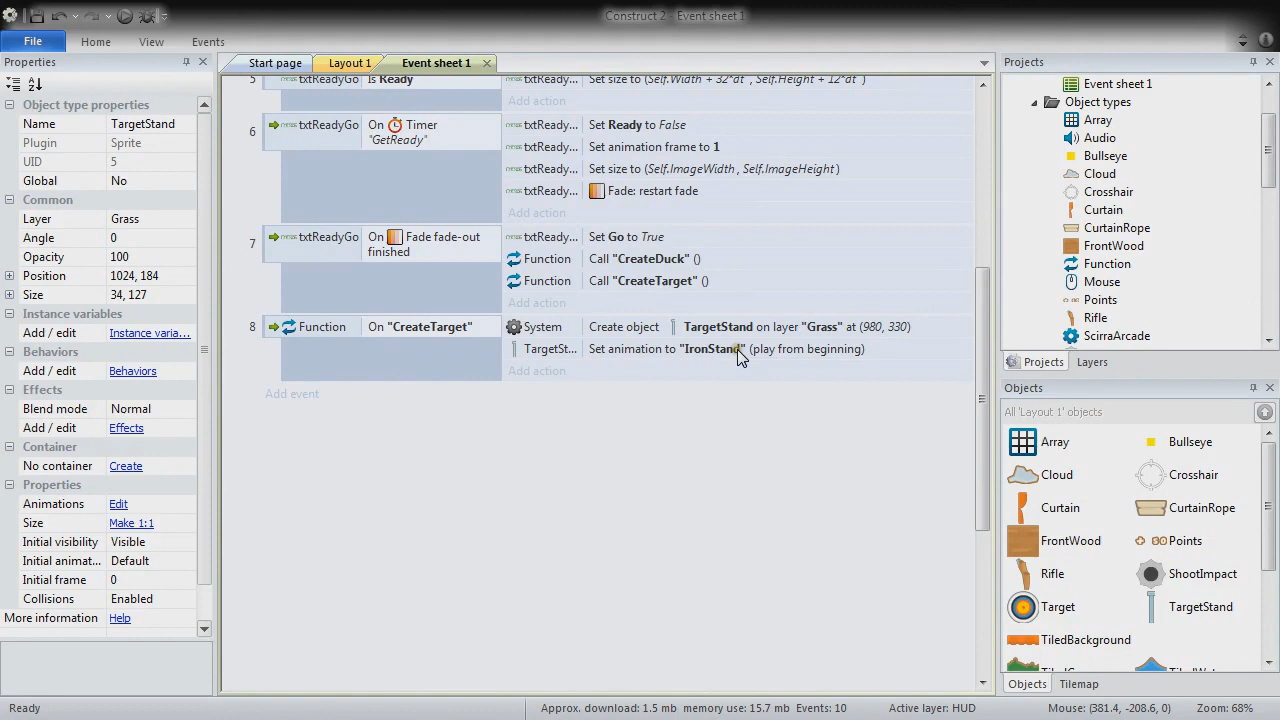 Construct 2 - Event sheet 1
File Home View Events
Properties
Object type properties
Name TargetStand
Plugin Sprite
UID 5
Global No
Common
Layer Grass
Angle 0
Opacity 100
Position 1024, 184
Size 34, 127
Instance variables
Add / edit Instance varia...
Behaviors
Add / edit Behaviors
Effects
Blend mode Normal
Add / edit Effects
Container
No container Create
Properties
Animations Edit
Size Make 1:1
Initial visibility Visible
Initial animat... Default
Initial frame 0
Collisions Enabled
More information Help
Start page Layout 1 Event sheet 1
5 txtReadyGo Is Ready txtReady... Set size to (Self.Width + 32*dt , Self.Height + 12*dt )
Add action
6 txtReadyGo On Timer "GetReady" txtReady... Set Ready to False
txtReady... Set animation frame to 1
txtReady... Set size to (Self.ImageWidth , Self.ImageHeight )
txtReady... Fade: restart fade
Add action
7 txtReadyGo On Fade fade-out finished txtReady... Set Go to True
Function Call "CreateDuck" ()
Function Call "CreateTarget" ()
Add action
8 Function On "CreateTarget" System Create object TargetStand on layer "Grass" at (980, 330)
TargetSt... Set animation to "IronStand" (play from beginning)
Add action
Add event
Projects
Event sheet 1
Object types
Array
Audio
Bullseye
Cloud
Crosshair
Curtain
CurtainRope
FrontWood
Function
Mouse
Points
Rifle
ScirraArcade
Projects Layers
Objects
All 'Layout 1' objects
Array Bullseye
Cloud Crosshair
Curtain CurtainRope
FrontWood Points
Rifle ShootImpact
Target TargetStand
TiledBackground
Objects Tilemap
Ready Approx. download: 1.5 mb memory use: 15.7 mb Events: 10 Active layer: HUD Mouse: (381.4, -208.6, 0) Zoom: 68%